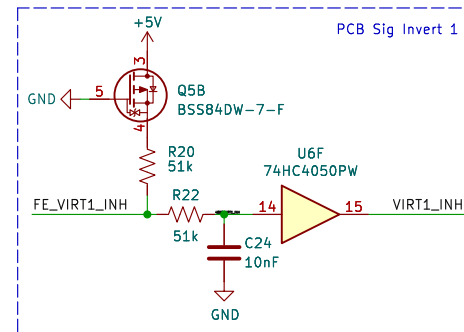 +5V
PCB Sig Invert 1
3
Q5B
GND
5
BSS84DW-7-F
4
R20
51k
U6F
74HC4050PW
FE_VIRT1_INH
R22
14
15
VIRT1_INH
51k
C24
10nF
GND